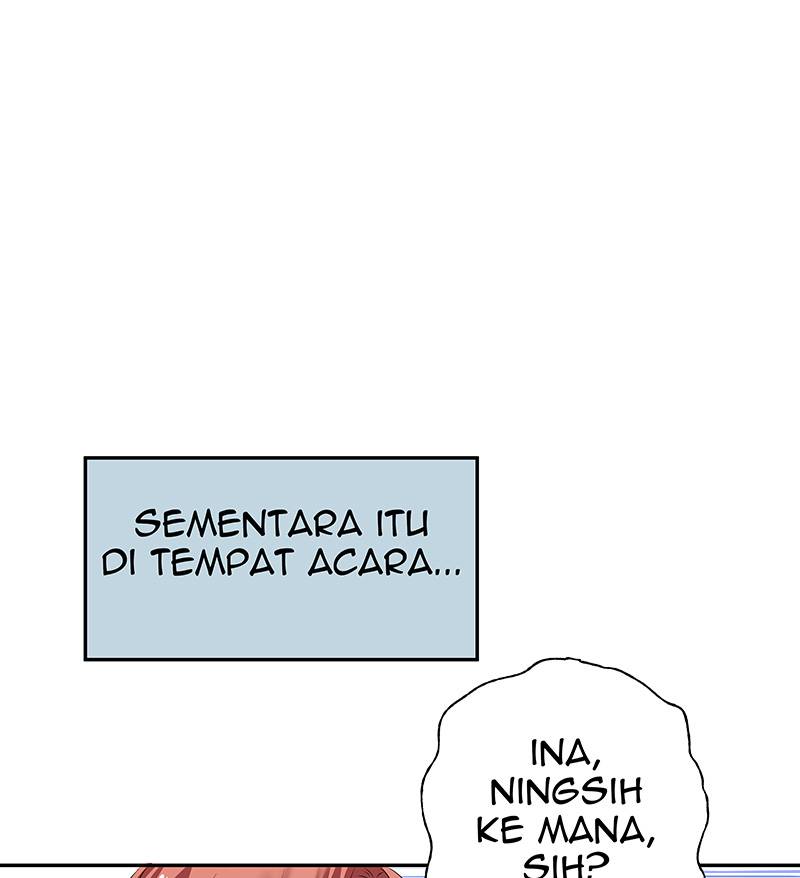 SEMENTARA ITU
DI TEMPAT ACARA...
INA,
NINGSIH
KE MANA,
SIH?